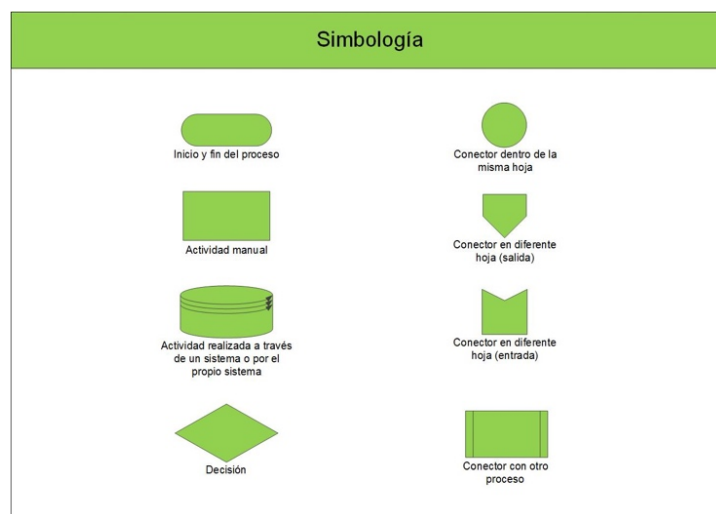 Simbología
Inicio y fin del proceso
Conector dentro de la
misma hoja
Actividad manual
Conector en diferente
hoja (salida)
Actividad realizada a través
de un sistema o por el
propio sistema
Conector en diferente
hoja (entrada)
Decisión
Conector con otro
proceso